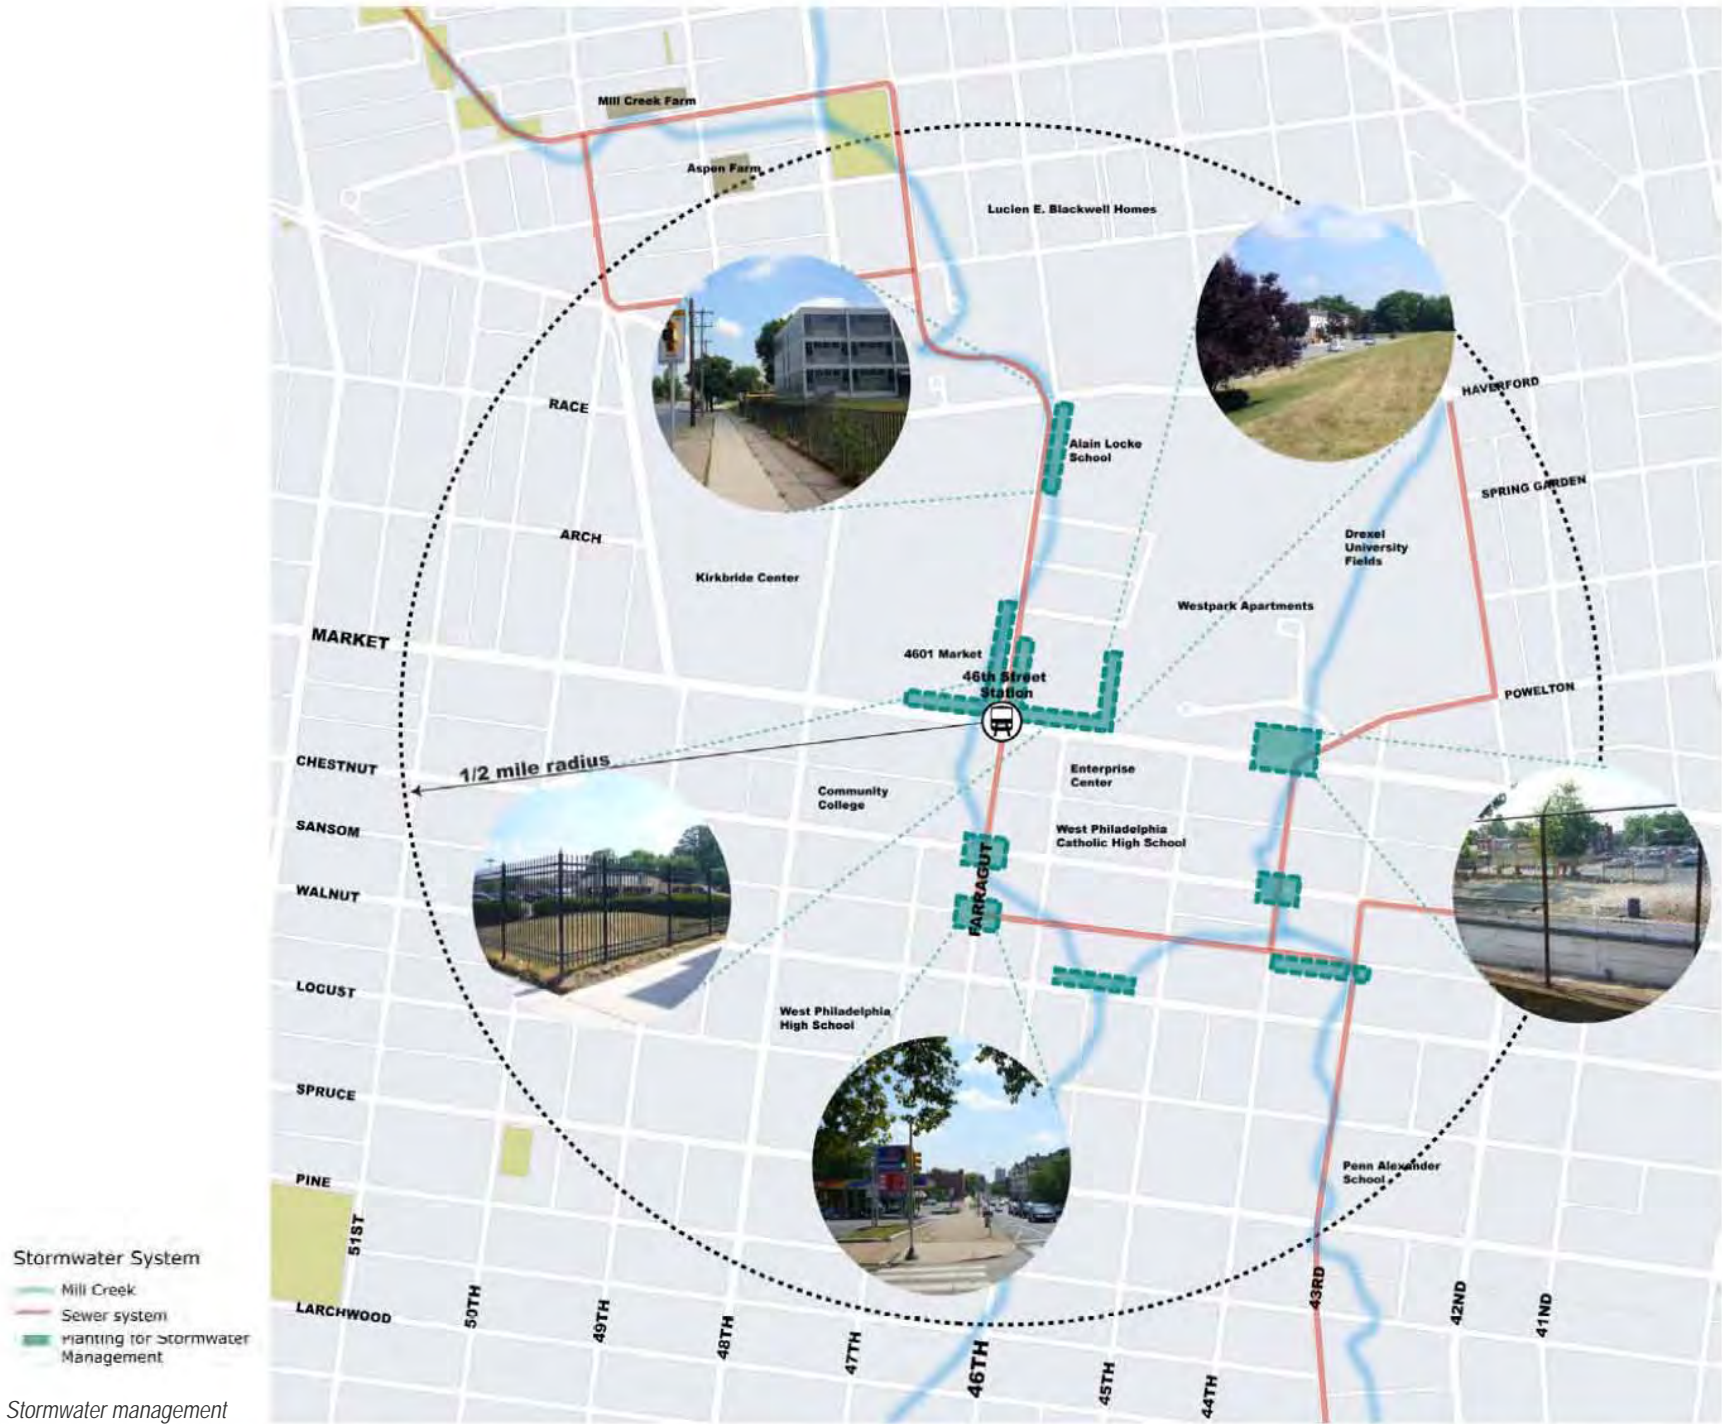 Mill Creek Farm
Aspen Farm
Lucien E. Blackwell Homes
HAVERFORD
RACE
Alain Locke
School
SPRING GARDEN
ARCH
Drexel
University
Fields
Kirkbride Center
Westpark Apartments
MARKET
4601 Market
46th Street
Station
POWELTON
CHESTNUT
1/2 mile radius
Enterprise
Center
Community
College
SANSOM
West Philadelphia
Catholic High School
WALNUT
FARRAGUT
LOCUST
West Philadelphia
High School
SPRUCE
Penn Alexander
School
PINE
51ST
LARCHWOOD
50TH
49TH
48TH
47TH
46TH
45TH
44TH
43RD
42ND
41ND
Stormwater System
Mill Creek
Sewer system
Planting for Stormwater
Management
Stormwater management